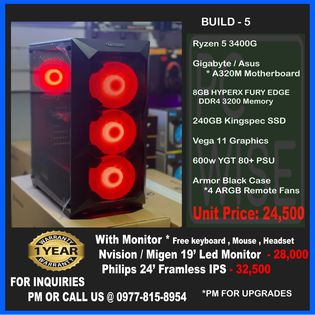 BUILD - 5
Ryzen 5 3400G
Gigabyte / Asus
* A320M Motherboard
8GB HYPERX FURY EDGE
DDR4 3200 Memory
240GB Kingspec SSD
Vega 11 Graphics
600w YGT 80+ PSU
Armor Black Case
*4 ARGB Remote Fans
Unit Price: 24,500
WARRANTY
1 YEAR
WARRANTY
With Monitor * Free keyboard , Mouse , Headset
Nvision / Migen 19' Led Monitor - 28,000
Philips 24' Framless IPS - 32,500
FOR INQUIRIES
PM OR CALL US @ 0977-815-8954
*PM FOR UPGRADES